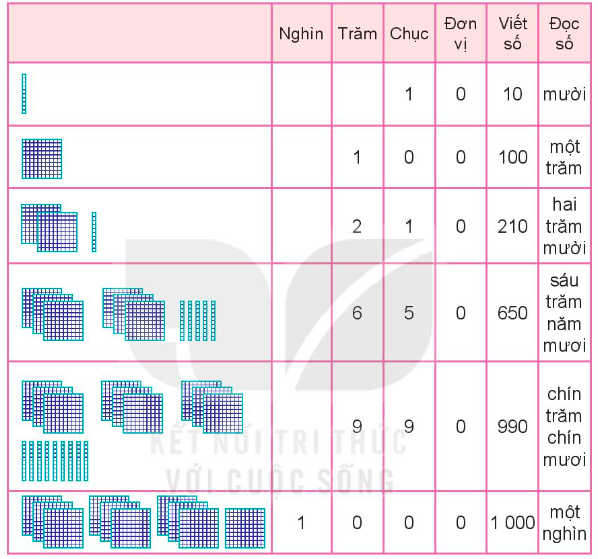 Nghìn Trăm Chục Đơn vị Viết số Đọc số
1 0 10 mười
1 0 0 100 một trăm
2 1 0 210 hai trăm mười
6 5 0 650 sáu trăm năm mươi
9 9 0 990 chín trăm chín mươi
KẾT NỐI TRI THỨC
VỚI CUỘC SỐNG
1 0 0 0 1 000 một nghìn